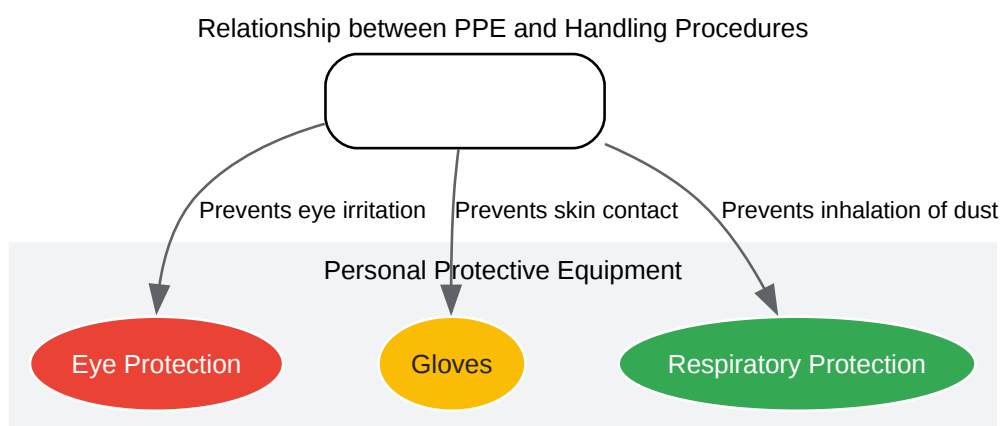 Relationship between PPE and Handling Procedures
Prevents eye irritation
Prevents skin contact
Prevents inhalation of dust
Personal Protective Equipment
Eye Protection
Gloves
Respiratory Protection